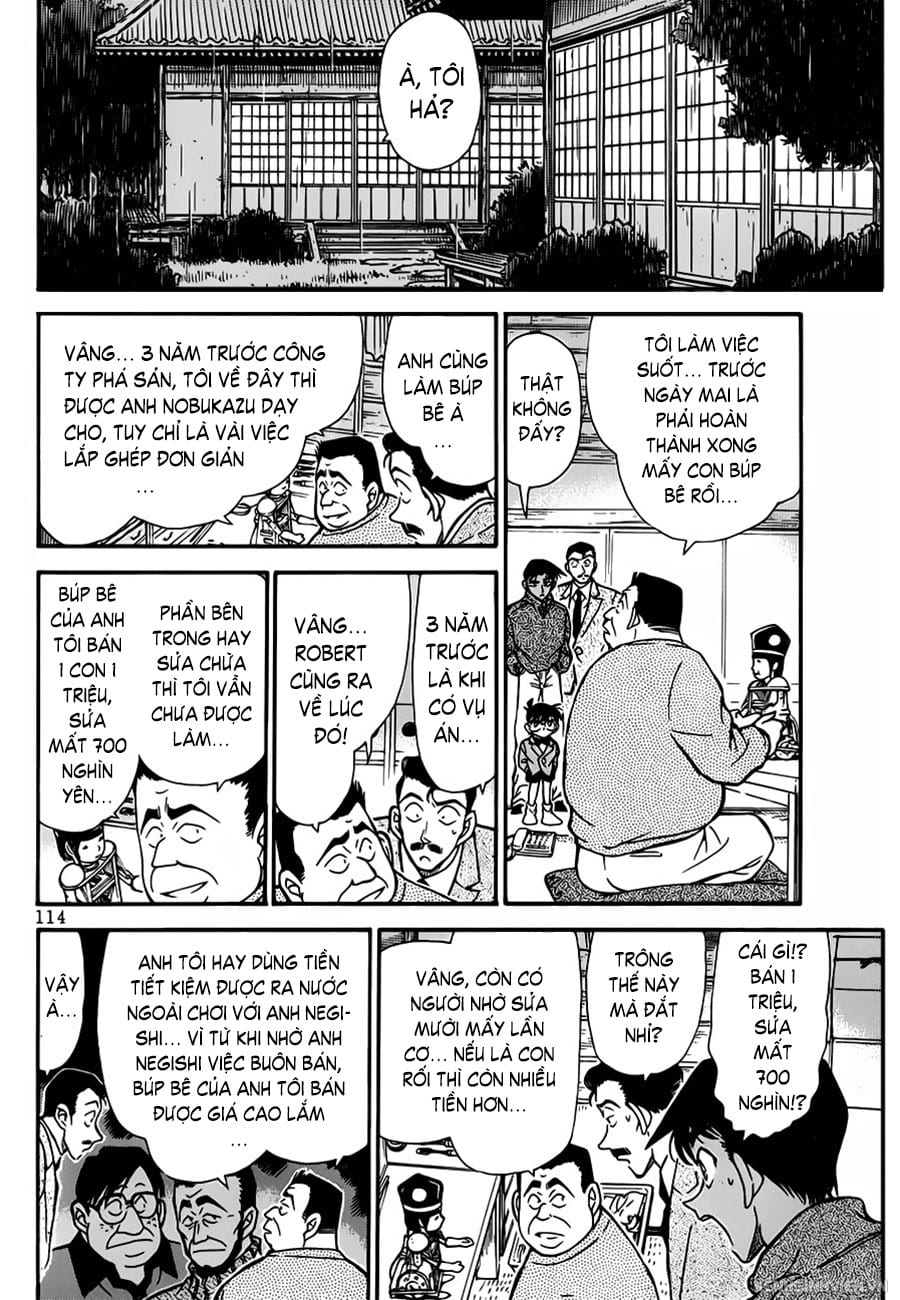 À, TÔI
HẢ?
TÔI LÀM VIỆC
SUỐT... TRƯỚC
NGÀY MAI LÀ
PHẢI HOÀN
THÀNH XONG
MẤY CON BÚP
BÊ RỒI...
THẬT
KHÔNG
ĐẤY?
ANH CŨNG
LÀM BÚP
BÊ À
...
VÂNG... 3 NĂM TRƯỚC CÔNG
TY PHÁ SẢN, TÔI VỀ ĐÂY THÌ
ĐƯỢC ANH NOBUKAZU DẠY
CHO, TUY CHỈ LÀ VÀI VIỆC
LẮP GHÉP ĐƠN GIẢN
...
3 NĂM
TRƯỚC
LÀ KHI
CÓ VỤ
ÁN...
VÂNG...
ROBERT
CŨNG RA
VỀ LÚC
ĐÓ!
PHẦN BÊN
TRONG HAY
SỬA CHỮA
THÌ TÔI VẪN
CHƯA ĐƯỢC
LÀM...
BÚP BÊ
CỦA ANH
TÔI BÁN
1 CON 1
TRIỆU,
SỬA
MẤT 700
NGHÌN
YÊN...
114
CÁI GÌ!?
BÁN 1
TRIỆU,
SỬA
MẤT
700
NGHÌN!?
TRÔNG
THẾ NÀY
MÀ ĐẮT
NHỈ?
VÂNG, CÒN CÓ
NGƯỜI NHỜ SỬA
MƯỜI MẤY LẦN
CƠ... NẾU LÀ CON
RỐI THÌ CÒN NHIỀU
TIỀN HƠN...
ANH TÔI HAY DÙNG TIỀN
TIẾT KIỆM ĐƯỢC RA NƯỚC
NGOÀI CHƠI VỚI ANH NEGI-
SHI... VÌ TỪ KHI NHỜ ANH
NEGISHI VIỆC BUÔN BÁN,
BÚP BÊ CỦA ANH TÔI BÁN
ĐƯỢC GIÁ CAO LẮM
...
VẬY
À...